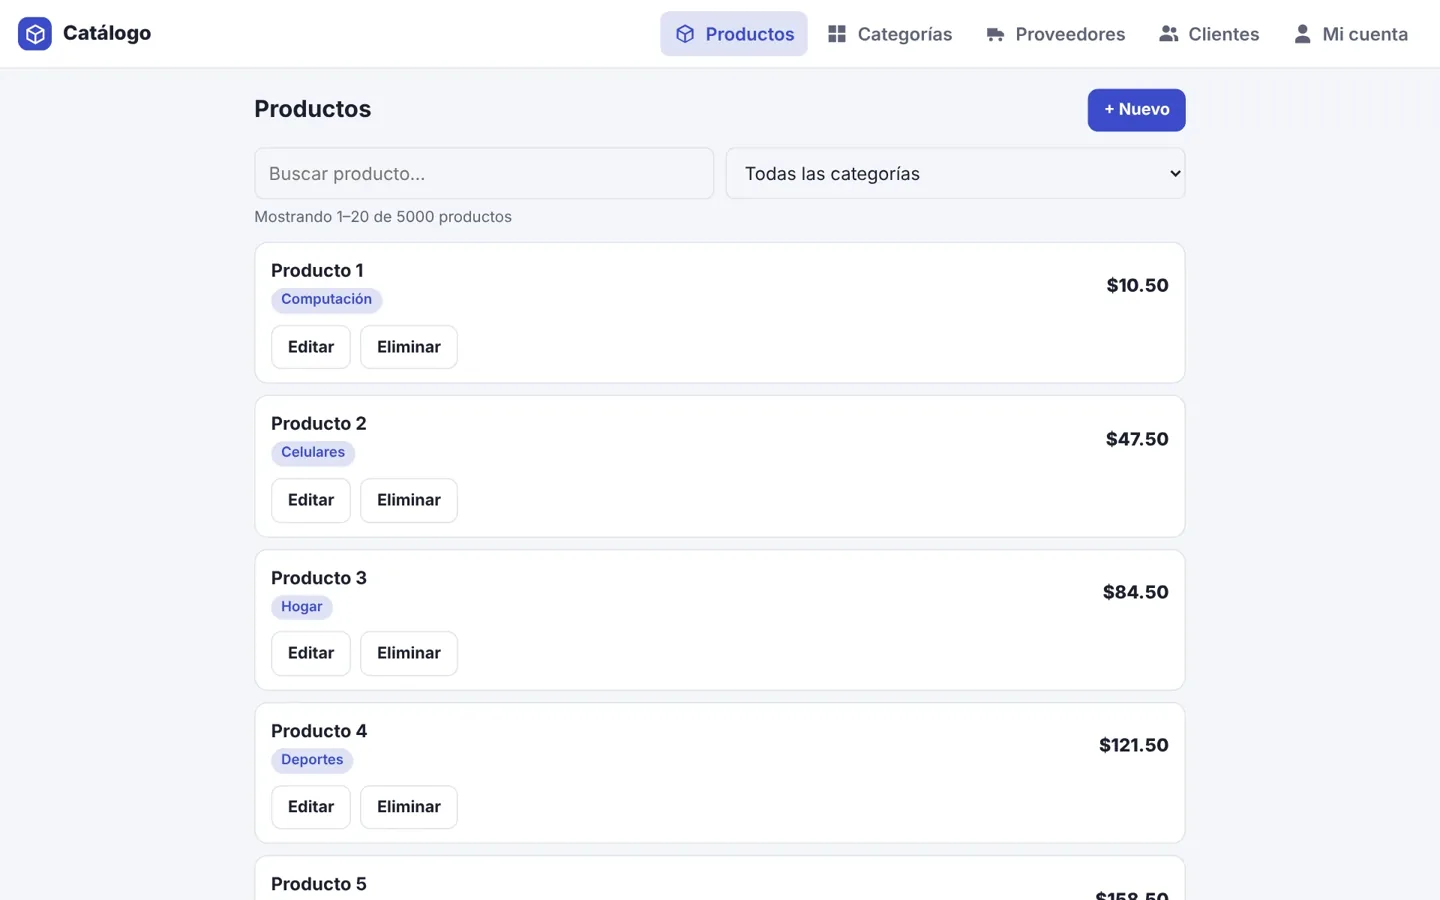 Catálogo
Productos
Categorías
Proveedores
Clientes
Mi cuenta
Productos
+ Nuevo
Buscar producto...
Todas las categorías
Mostrando 1–20 de 5000 productos
Producto 1
Computación
$10.50
Editar
Eliminar
Producto 2
Celulares
$47.50
Editar
Eliminar
Producto 3
Hogar
$84.50
Editar
Eliminar
Producto 4
Deportes
$121.50
Editar
Eliminar
Producto 5
$158.50